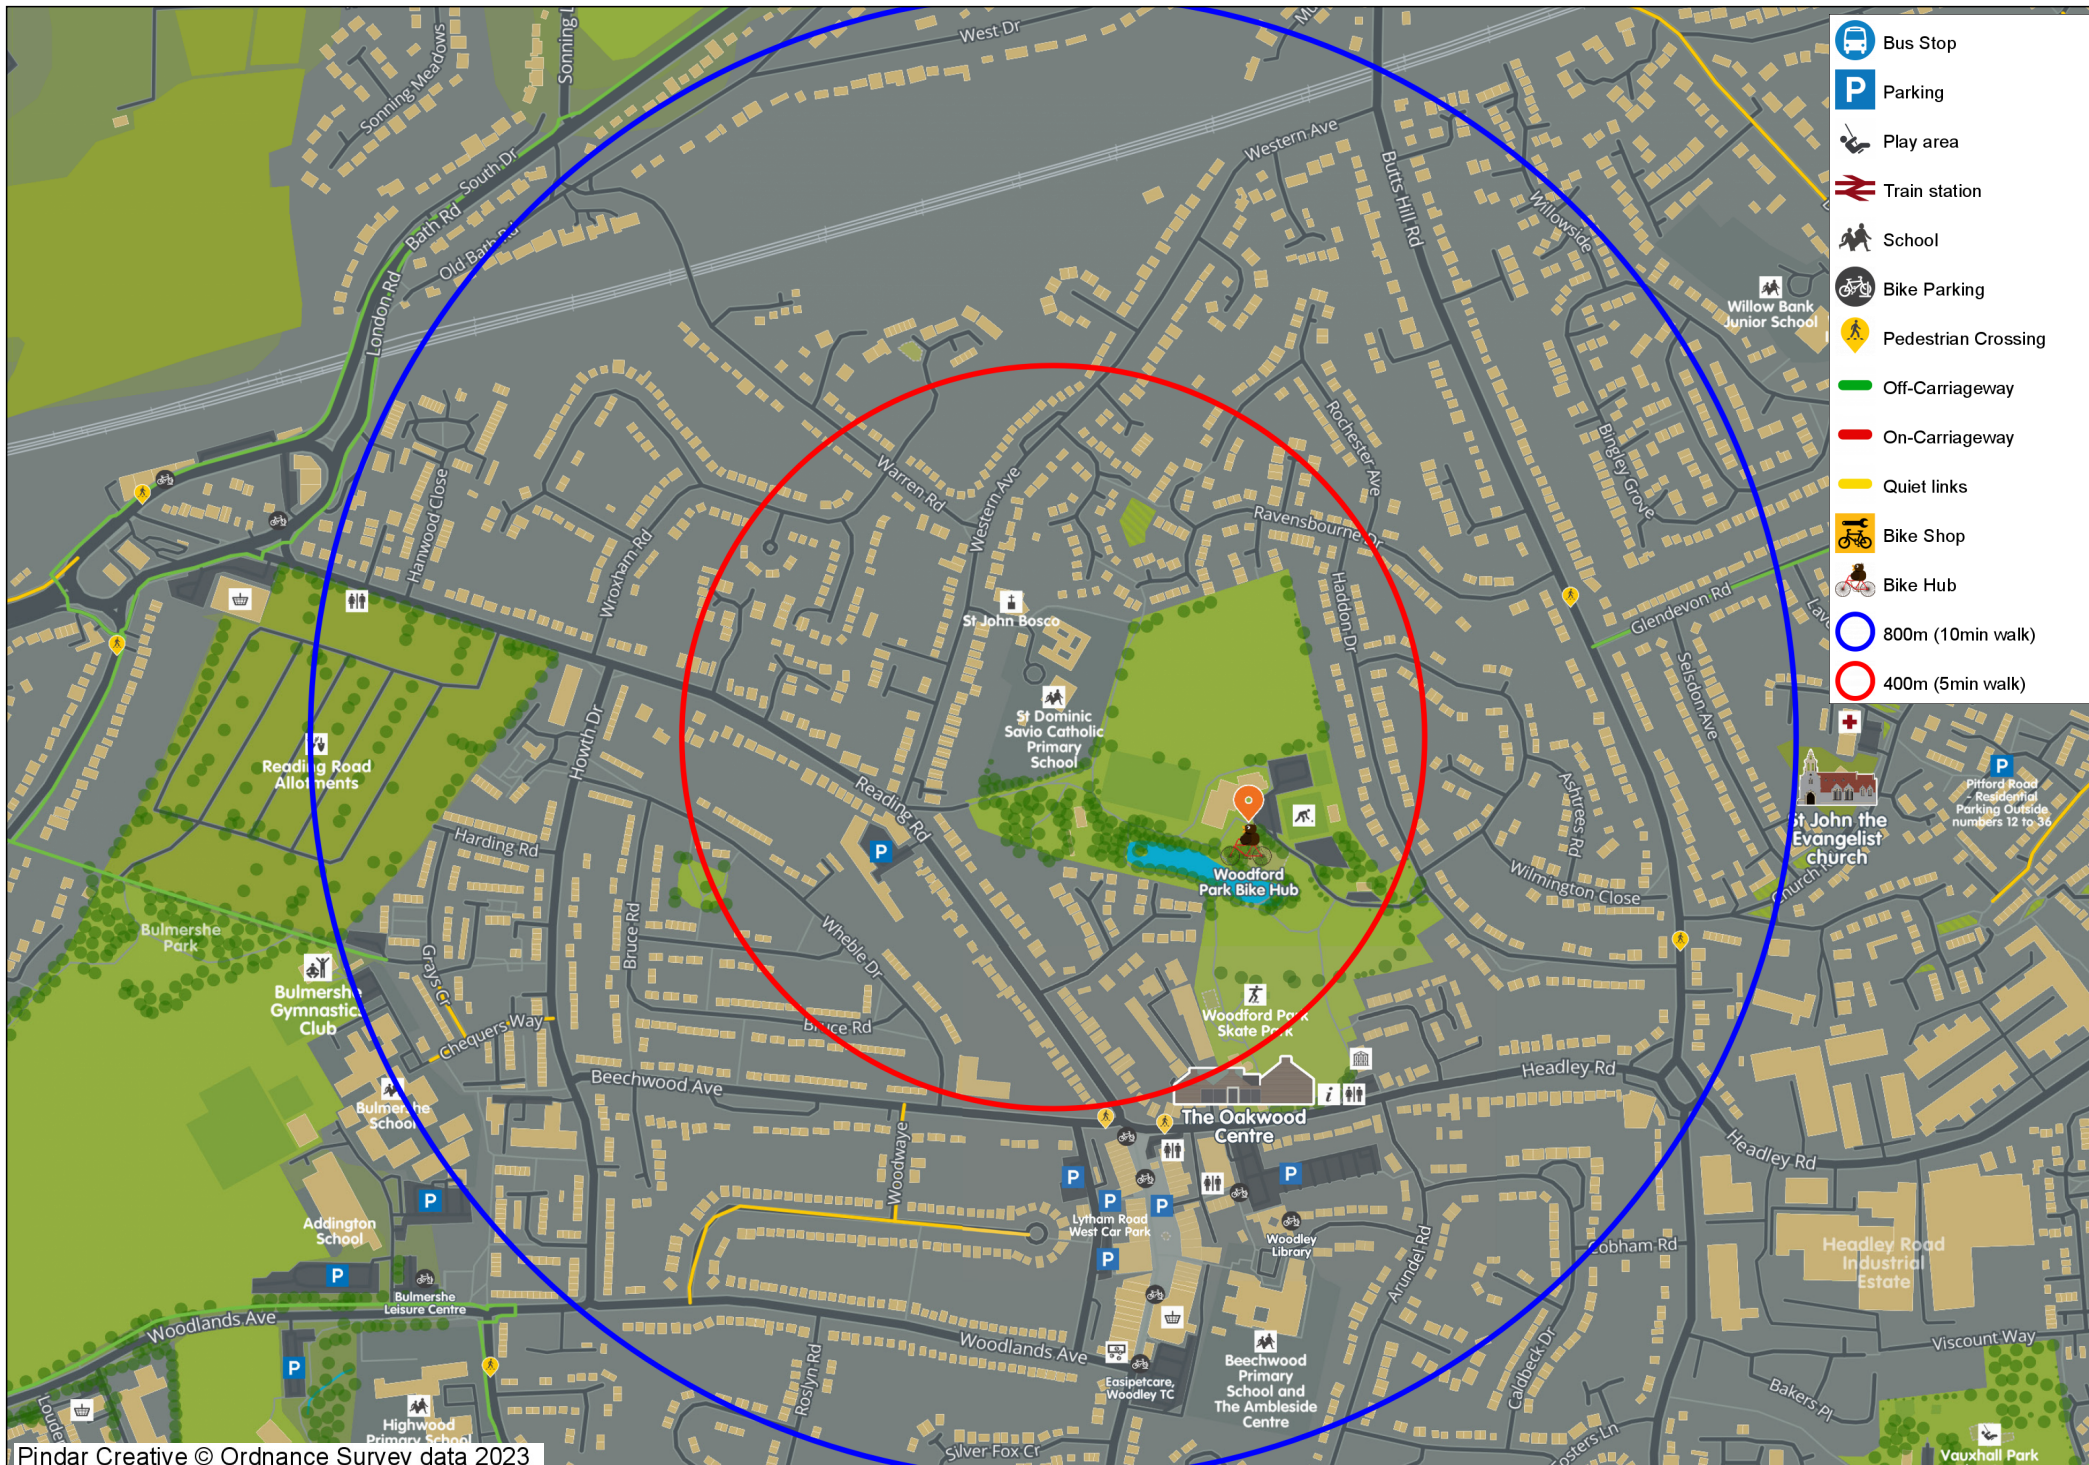 Bus Stop
Parking
Play area
Train station
School
Bike Parking
Pedestrian Crossing
Off-Carriageway
On-Carriageway
Quiet links
Bike Shop
Bike Hub
800m (10min walk)
400m (5min walk)
West Dr
Sonning Meadows
South Dr
Bath Rd
Old Bath Rd
London Rd
Western Ave
Butts Hill Rd
Willowside
Willow Bank
Junior School
Rochester Ave
Bingley Grove
Warren Rd
Western Ave
Ravensbourne Dr
Hanwood Close
Wroxham Rd
Haddon Dr
Glendevon Rd
St John Bosco
Selsdon Ave
St Dominic
Savio Catholic
Primary
School
Howth Dr
Reading Road
Allotments
Reading Rd
Ashtrees Rd
Pitford Road
- Residential
Parking Outside
numbers 12 to 36
St John the
Evangelist
church
Harding Rd
Woodford
Park Bike Hub
Wilmington Close
Bulmershe
Park
Bruce Rd
Wheble Dr
Grays Cr
Bulmershe
Gymnastics
Club
Chequers Way
Bruce Rd
Woodford Park
Skate Park
Beechwood Ave
Headley Rd
Bulmershe
School
The Oakwood
Centre
Headley Rd
Woodwaye
Addington
School
Lytham Road
West Car Park
Woodley
Library
Arundel Rd
Cobham Rd
Headley Road
Industrial
Estate
Bulmershe
Leisure Centre
Woodlands Ave
Woodlands Ave
Viscount Way
Roslyn Rd
Caldbeck Dr
Easipetcare,
Woodley TC
Beechwood
Primary
School and
The Ambleside
Centre
Bakers Pl
Highwood
Primary School
Silver Fox Cr
Vauxhall Park
Pindar Creative © Ordnance Survey data 2023